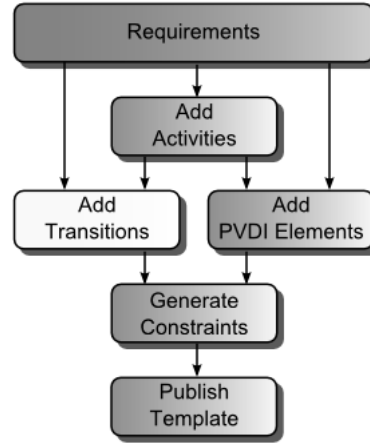 Requirements
Add
Activities
Add
Transitions
Add
PVDI Elements
Generate
Constraints
Publish
Template